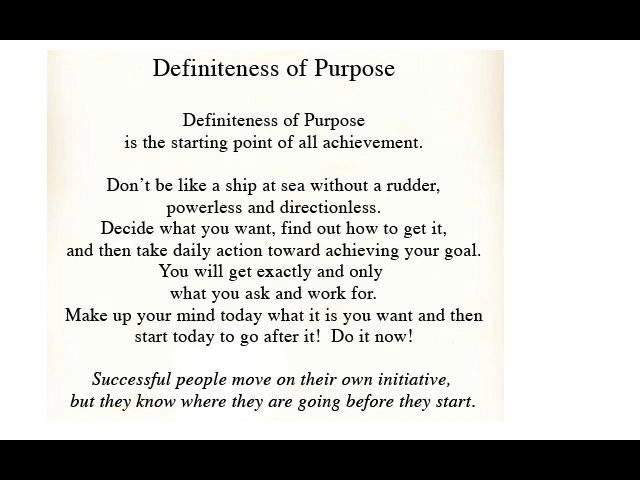 Definiteness of Purpose
Definiteness of Purpose
is the starting point of all achievement.
Don't be like a ship at sea without a rudder,
powerless and directionless.
Decide what you want, find out how to get it,
and then take daily action toward achieving your goal.
You will get exactly and only
what you ask and work for.
Make up your mind today what it is you want and then
start today to go after it!  Do it now!
Successful people move on their own initiative,
but they know where they are going before they start.